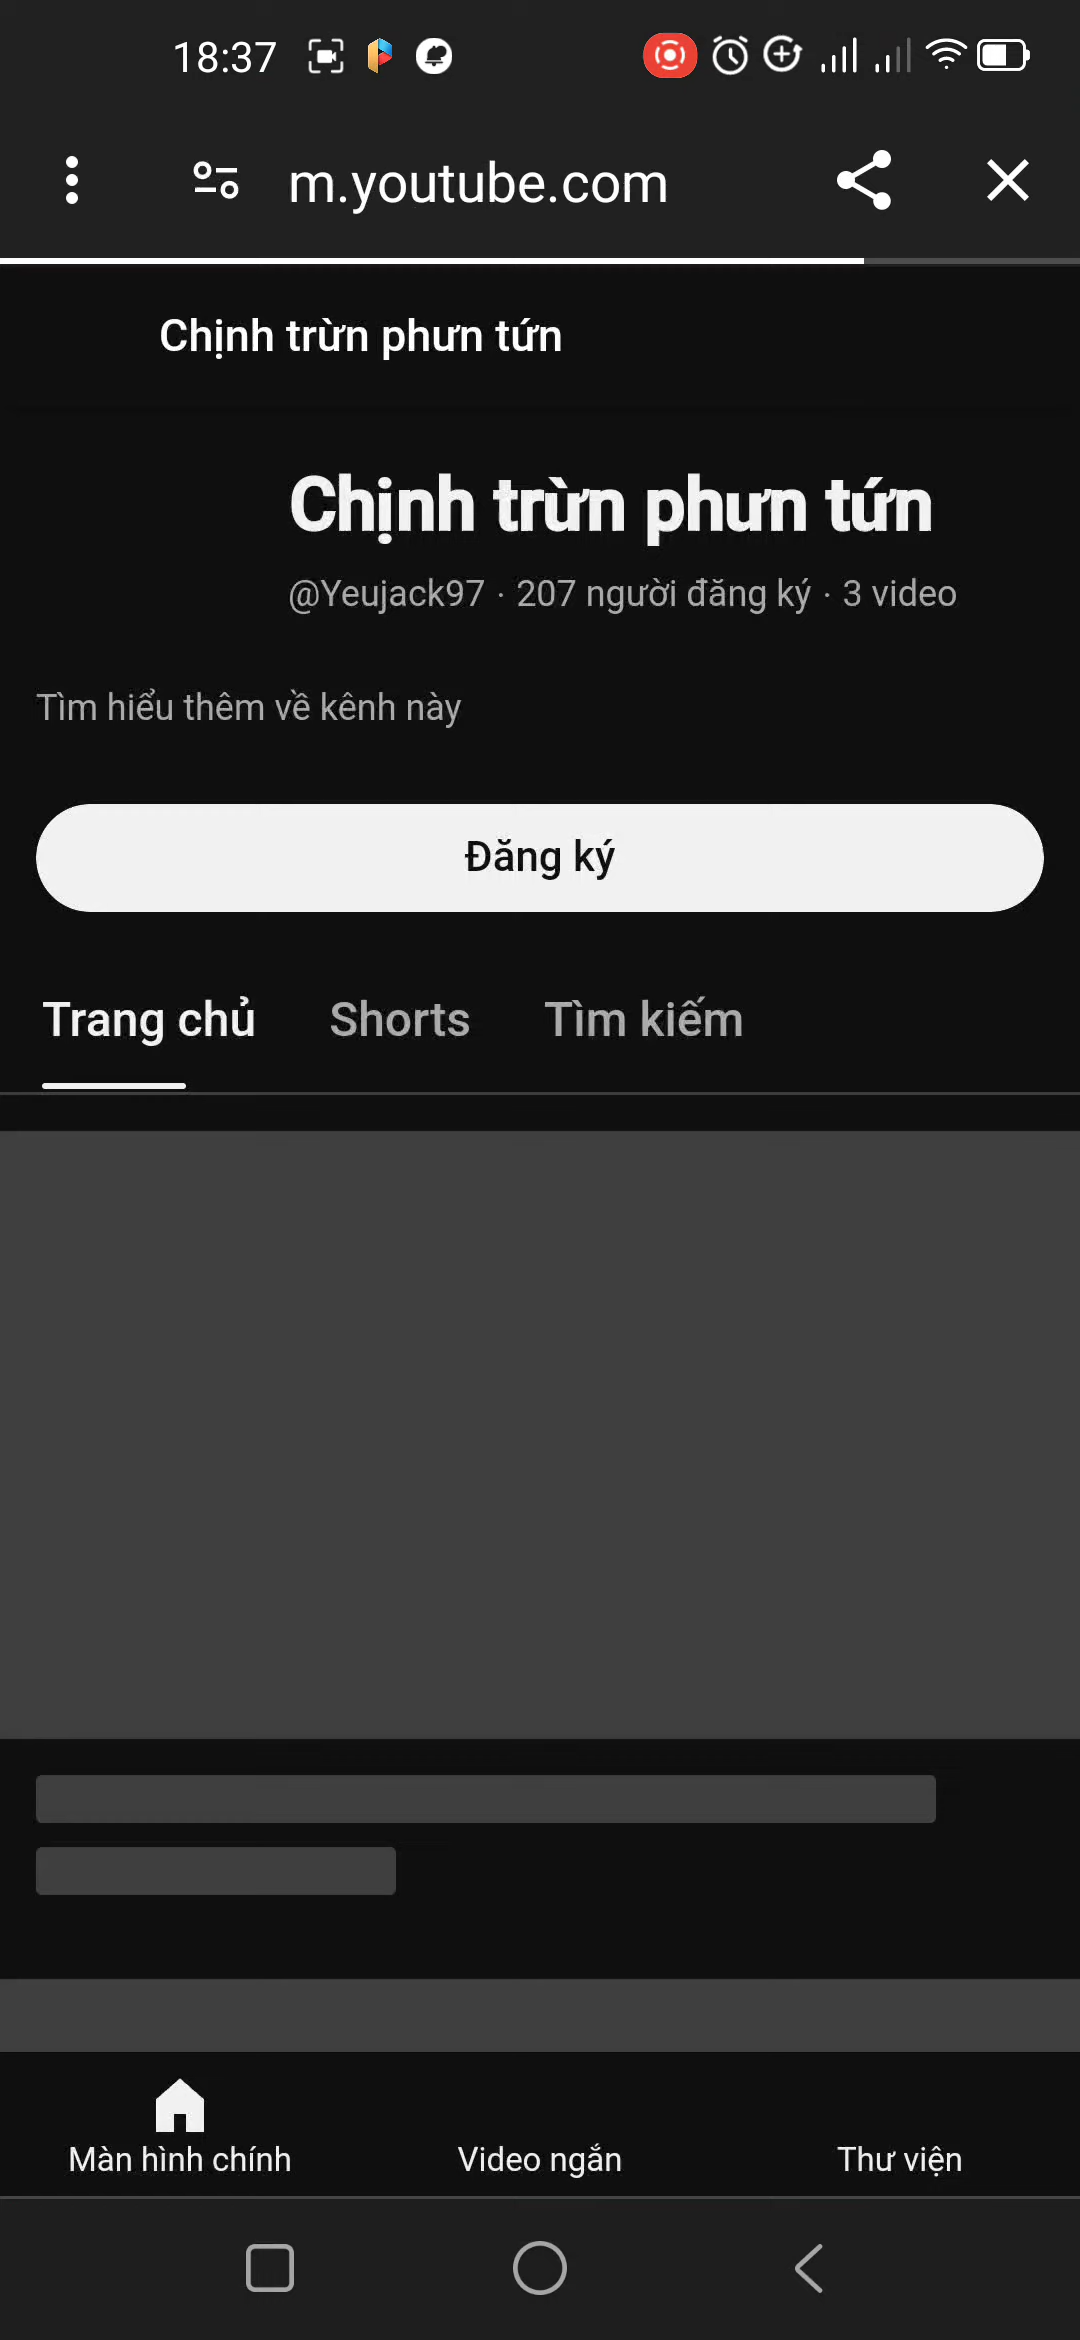 18:37
m.youtube.com
Chịnh trừn phưn tứn
Chịnh trừn phưn tứn
@Yeujack97 · 207 người đăng ký · 3 video
Tìm hiểu thêm về kênh này
Đăng ký
Trang chủ Shorts Tìm kiếm
Màn hình chính Video ngắn Thư viện